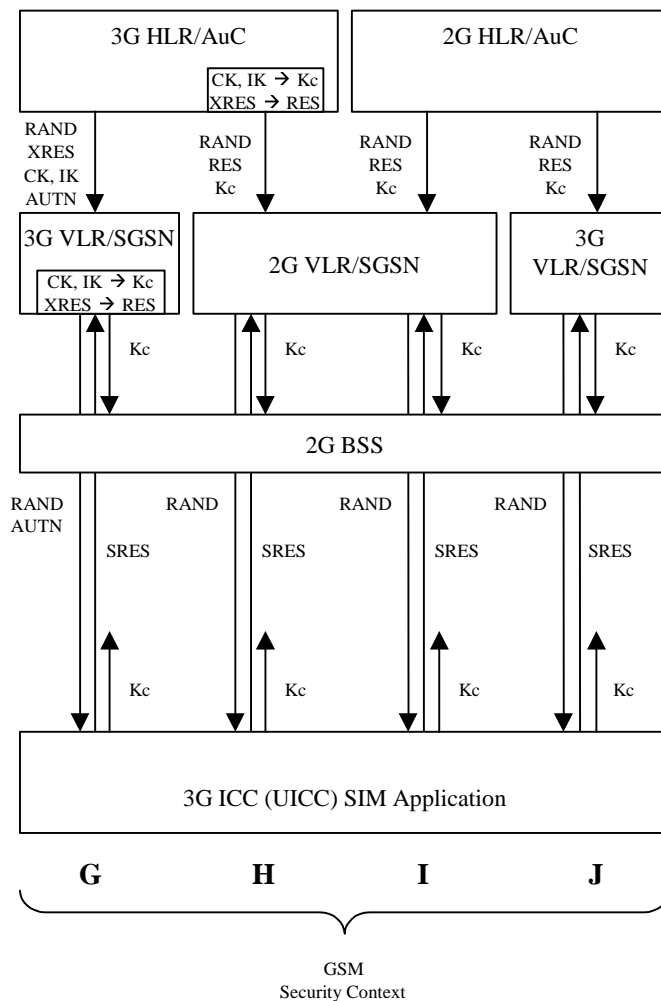 3G HLR/AuC
2G HLR/AuC
CK, IK → Kc
XRES → RES
RAND
XRES
CK, IK
AUTN
RAND
RES
Kc
RAND
RES
Kc
RAND
RES
Kc
3G VLR/SGSN
CK, IK → Kc
XRES → RES
2G VLR/SGSN
3G
VLR/SGSN
Kc
Kc
Kc
Kc
2G BSS
RAND
AUTN
RAND
RAND
RAND
SRES
SRES
SRES
SRES
Kc
Kc
Kc
Kc
3G ICC (UICC) SIM Application
G
H
I
J
GSM
Security Context